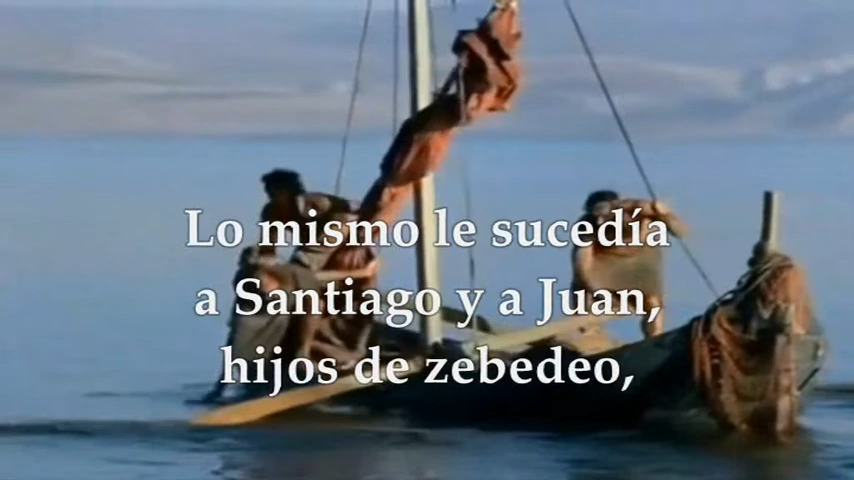 Lo mismo le sucedía
a Santiago y a Juan,
hijos de zebedeo,